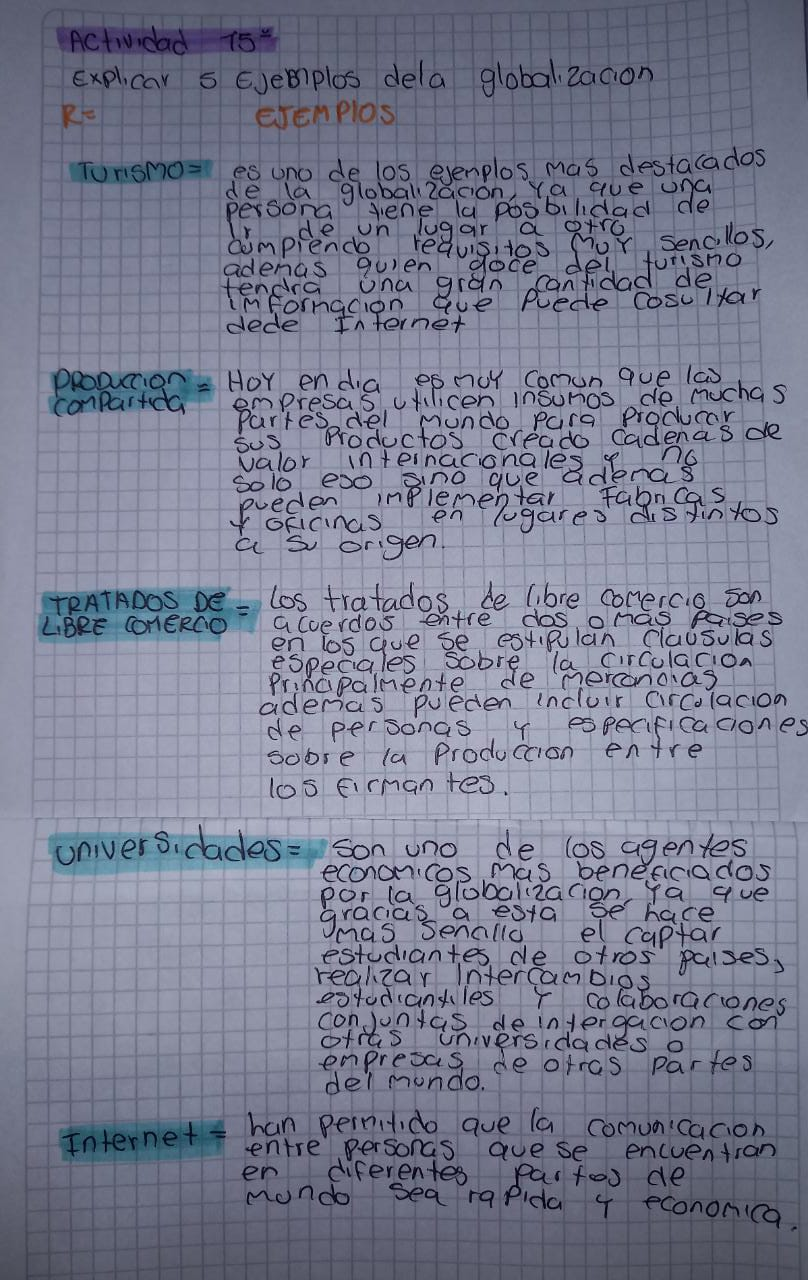 Actividad 15ª
Explicar 5 EJEMPlos dela globalizacion
R= EJEMPlOS
Turismo= es uno de los ejenplos mas destacados
de la globalización, ya que una
persona tiene la posbilidad de
ir de un lugar a otro
cumpliendo requisitos muy sencillos,
adenas quien goce del turismo
tendra una gran cantidad de
imformacion que puede cosultar
dede Internet
PRODUCCION = Hoy en dia es muy comun que las
compartida empresas utilicen insumos de muchas
partes del mundo para producar
sus productos creado cadenas de
valor internacionales y no
solo eso sino que ademas
pueden implementar fabricas
y oficinas en lugares distintos
a su origen.
TRATADOS DE = los tratados de libre comercio son
LIBRE COMERCIO acuerdos entre dos o mas paises
en los que se estipulan clausulas
especiales sobre la circulacion
principalmente de mercancias
ademas pueden incluir circulacion
de personas y especificaciones
sobre la produccion entre
los firmantes.
universidades= son uno de los agentes
economicos mas beneficiados
por la globalizacion, ya que
gracias a esta se hace
mas sencillo el captar
estudiantes de otros paises,
realizar Intercambios
estudiantiles y colaboraciones
conjuntas de intergacion con
otras universidades o
empresas de otras partes
del mundo.
Internet = han permitido que la comunicacion
entre personas que se encuentran
en diferentes partes de
mundo sea rapida y economica.